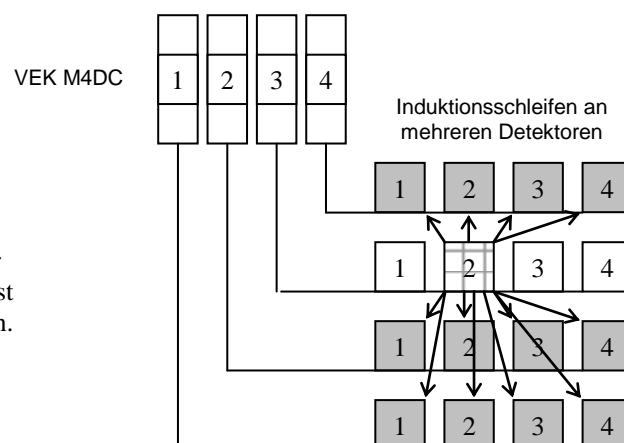 VEK M4DC
1 2 3 4
Induktionsschleifen an
mehreren Detektoren
1 2 3 4
1 2 3 4
st
n.
1 2 3 4
1 2 3 4